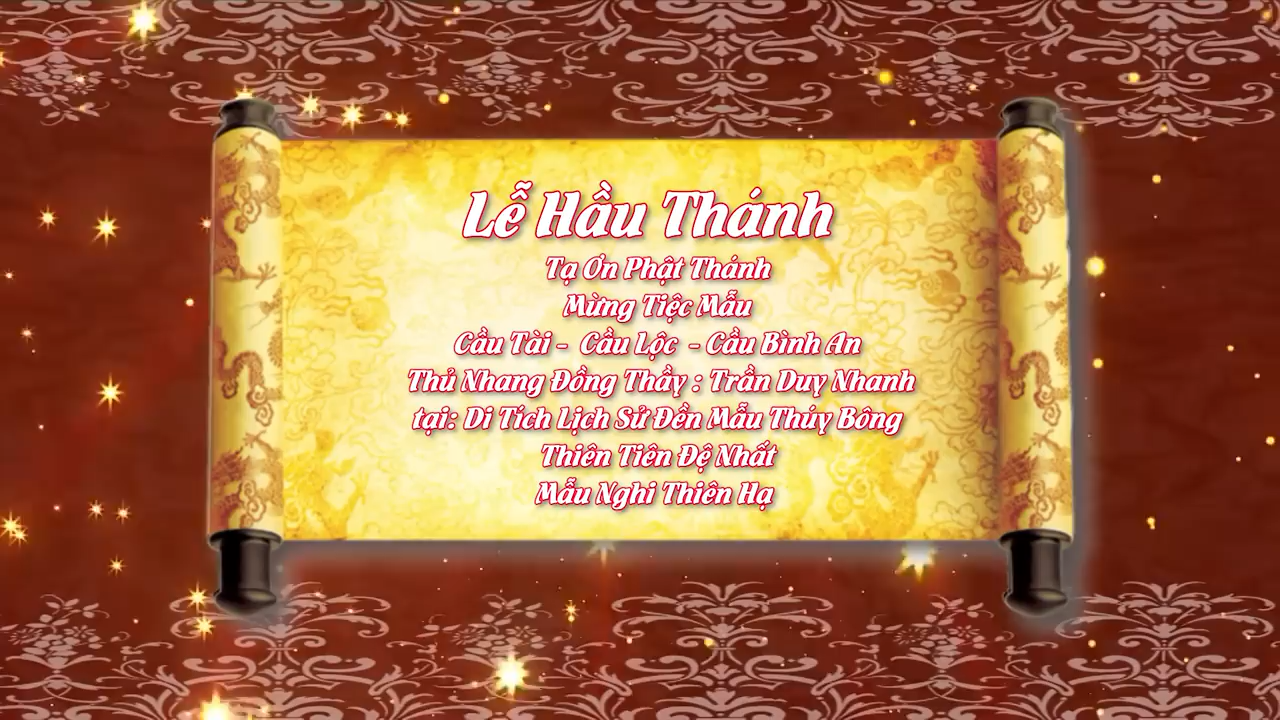 Lễ Hầu Thánh
Tạ Ơn Phật Thánh
Mừng Tiệc Mẫu
Cầu Tài - Cầu Lộc - Cầu Bình An
Thủ Nhang Đồng Thầy : Trần Duy Nhanh
tại: Di Tích Lịch Sử Đền Mẫu Thúy Bông
Thiên Tiên Đệ Nhất
Mẫu Nghi Thiên Hạ